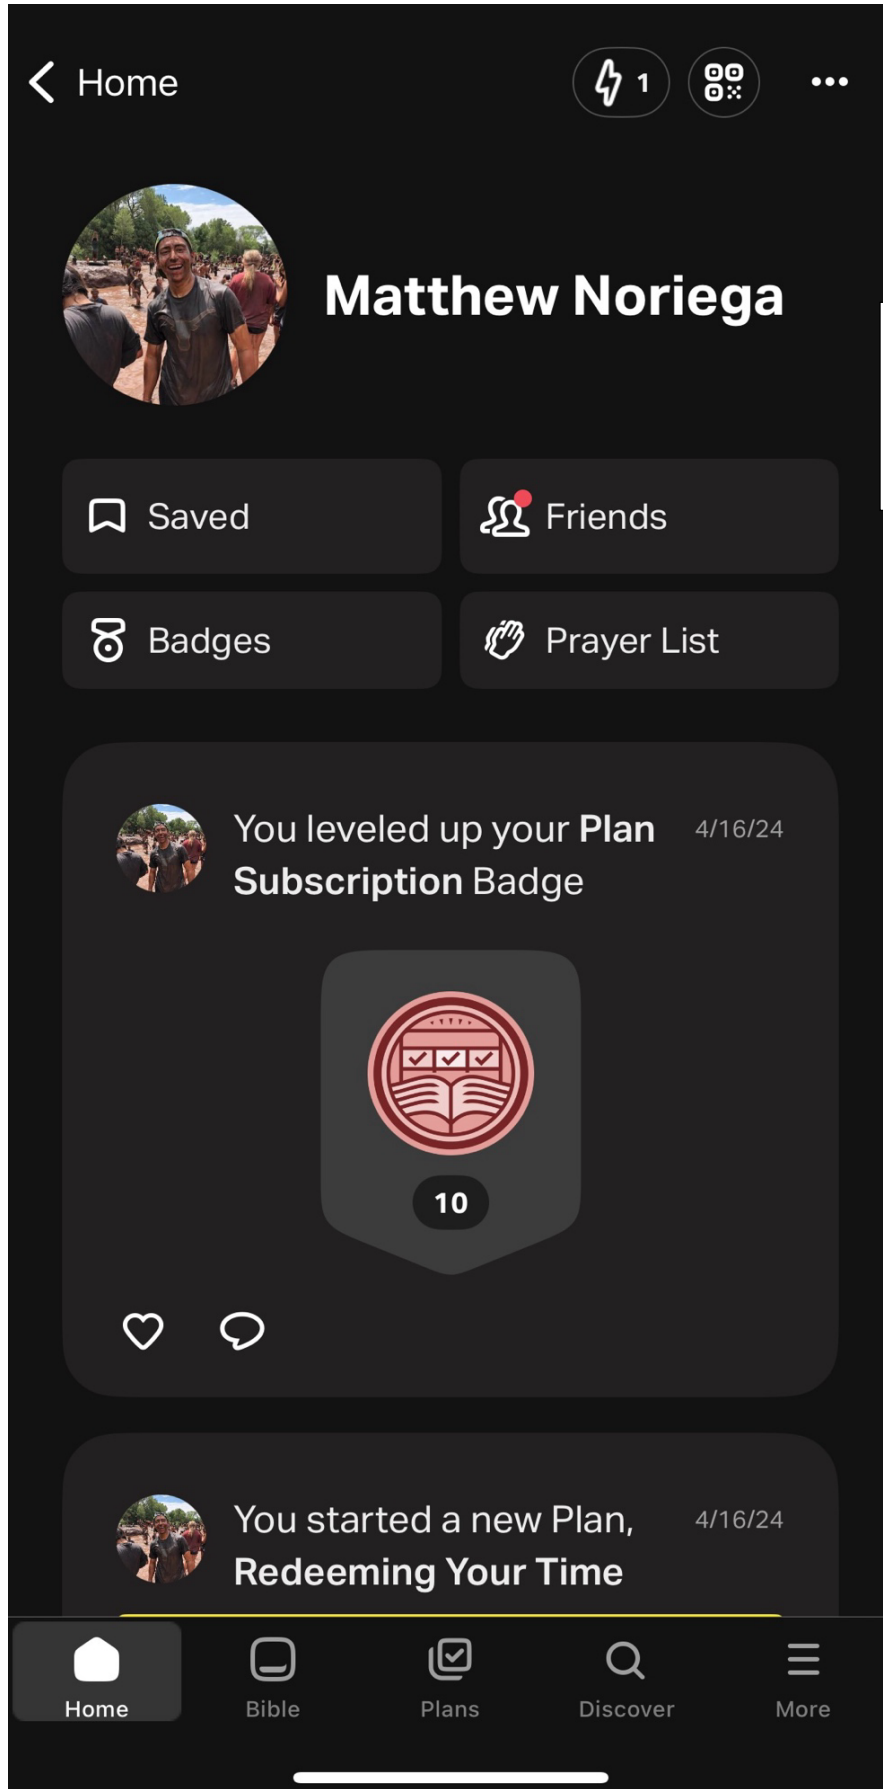 Home
1
Matthew Noriega
Saved
Friends
Badges
Prayer List
You leveled up your Plan
4/16/24
Subscription Badge
10
You started a new Plan,
4/16/24
Redeeming Your Time
Home
Bible
Plans
Discover
More